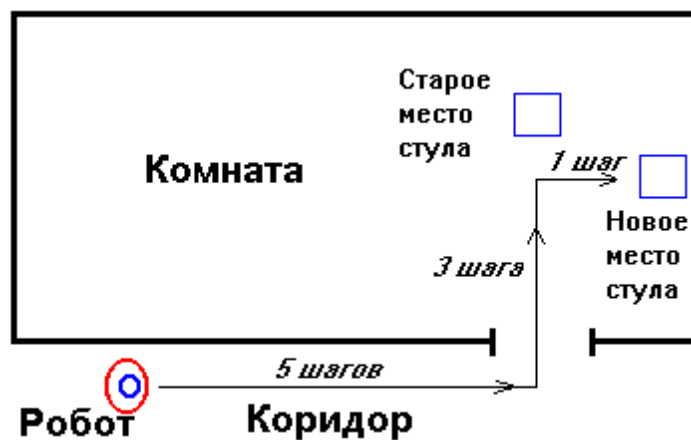 Старое
место
стула
1 шаг
Комната
Новое
место
стула
3 шага
5 шагов
Робот
Коридор